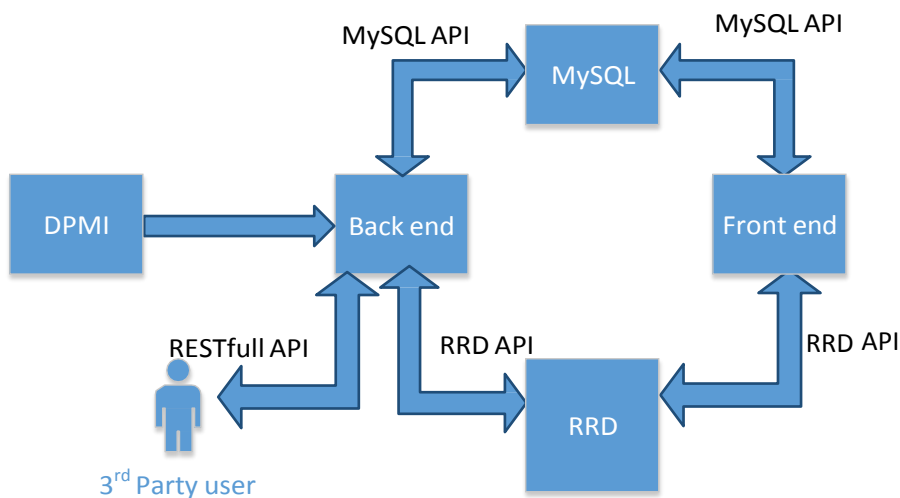 MySQL API
MySQL API
MySQL
DPMI
Back end
Front end
RESTfull API
RRD API
RRD API
RRD
3rd Party user